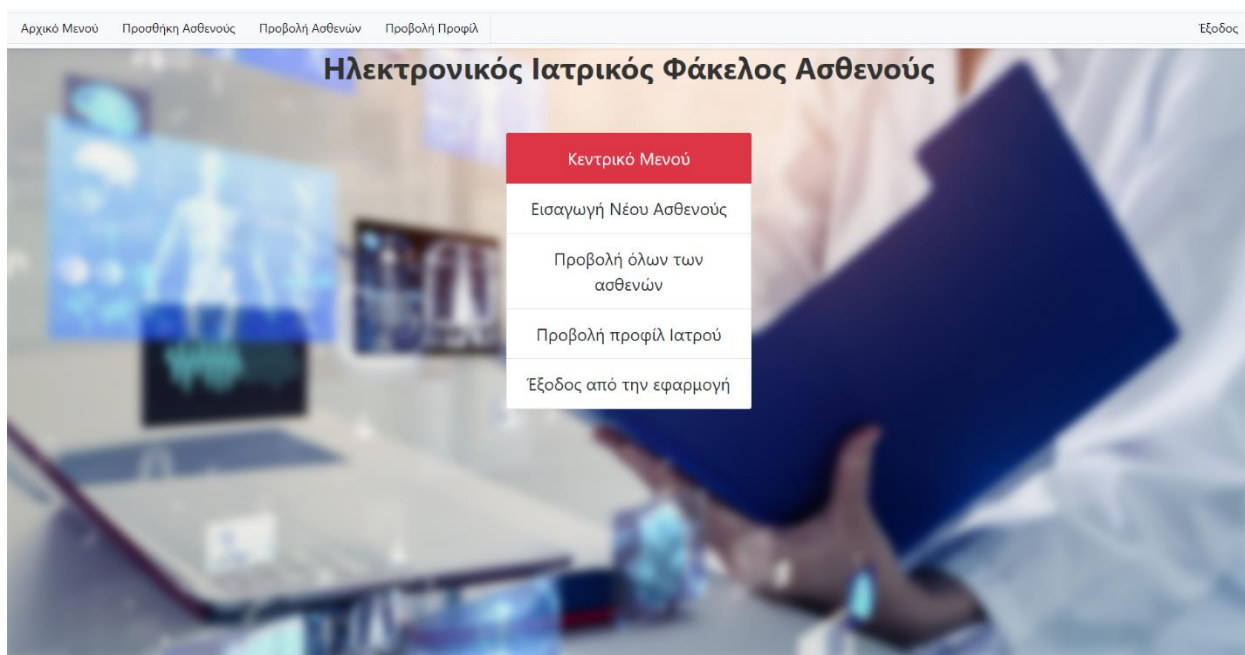 Αρχικό Μενού Προσθήκη Ασθενούς Προβολή Ασθενών Προβολή Προφίλ Έξοδος
Ηλεκτρονικός Ιατρικός Φάκελος Ασθενούς
Κεντρικό Μενού
Εισαγωγή Νέου Ασθενούς
Προβολή όλων των
ασθενών
Προβολή προφίλ Ιατρού
Έξοδος από την εφαρμογή